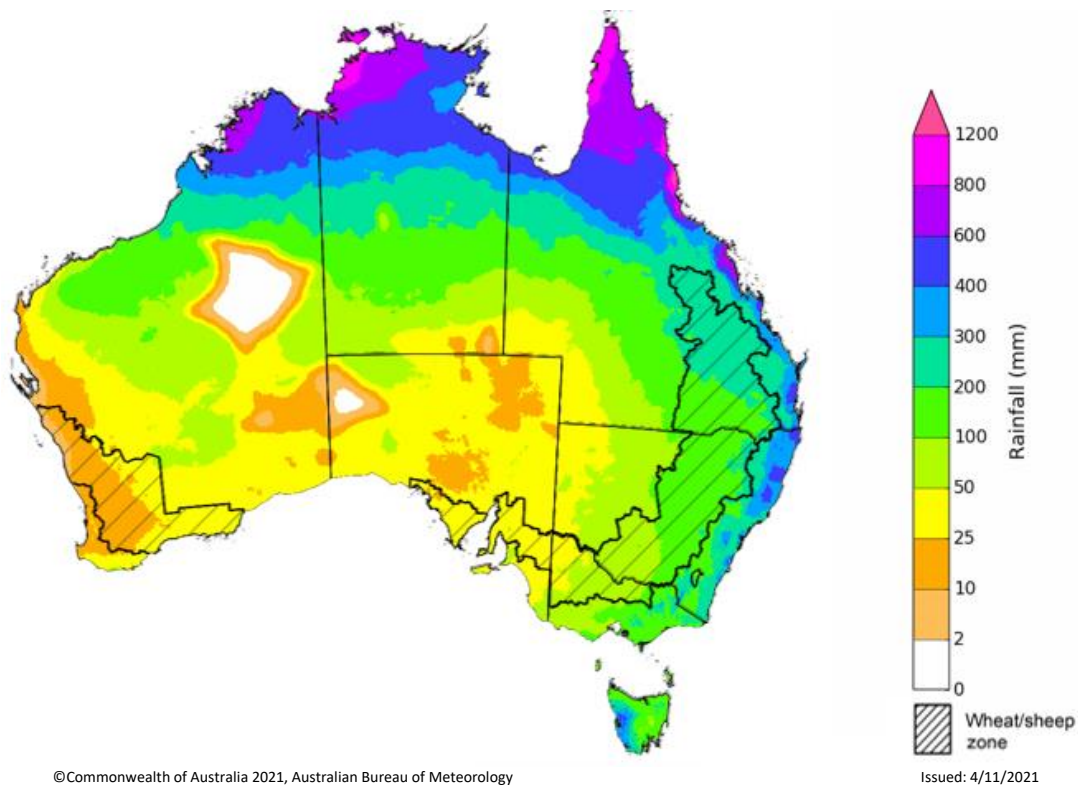 1200
800
600
400
300
200
100
50
25
10
2
0
Rainfall (mm)
Wheat/sheep
zone
©Commonwealth of Australia 2021, Australian Bureau of Meteorology
Issued: 4/11/2021